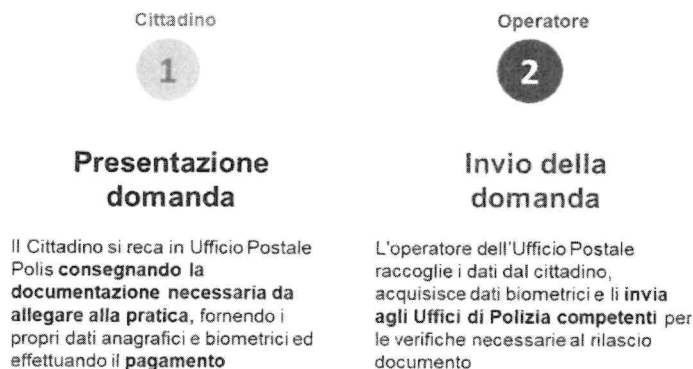 Cittadino
1
Presentazione
domanda
Il Cittadino si reca in Ufficio Postale
Polis consegnando la
documentazione necessaria da
allegare alla pratica, fornendo i
propri dati anagrafici e biometrici ed
effettuando il pagamento
Operatore
2
Invio della
domanda
L'operatore dell'Ufficio Postale
raccoglie i dati dal cittadino,
acquisisce dati biometrici e li invia
agli Uffici di Polizia competenti per
le verifiche necessarie al rilascio
documento